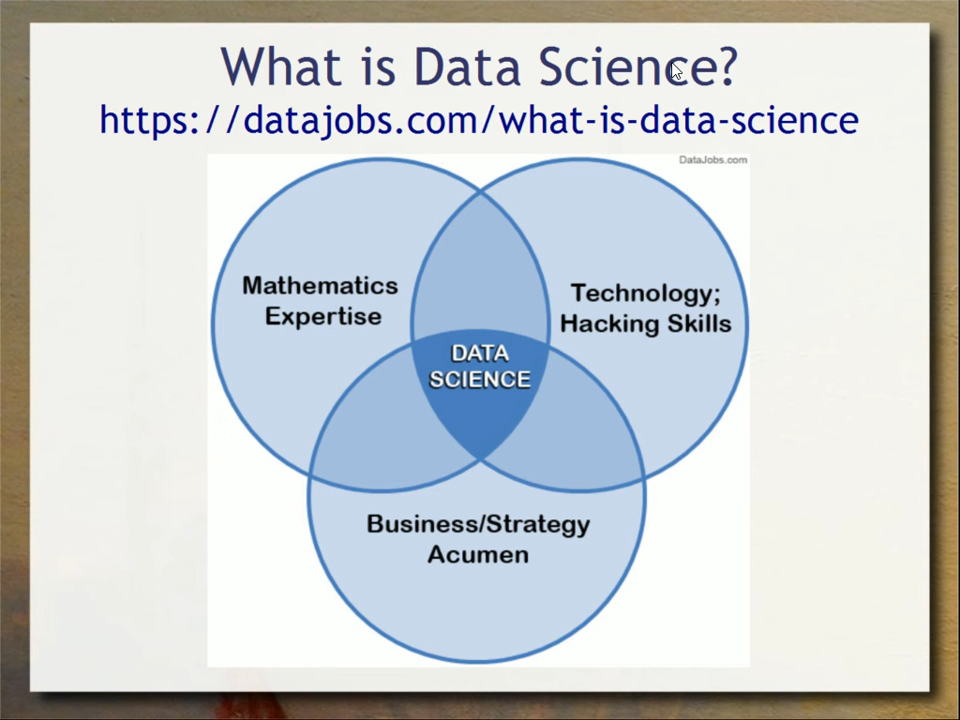 What is Data Science?
https://datajobs.com/what-is-data-science
DataJobs.com
Mathematics
Expertise
Technology;
Hacking Skills
DATA
SCIENCE
Business/Strategy
Acumen